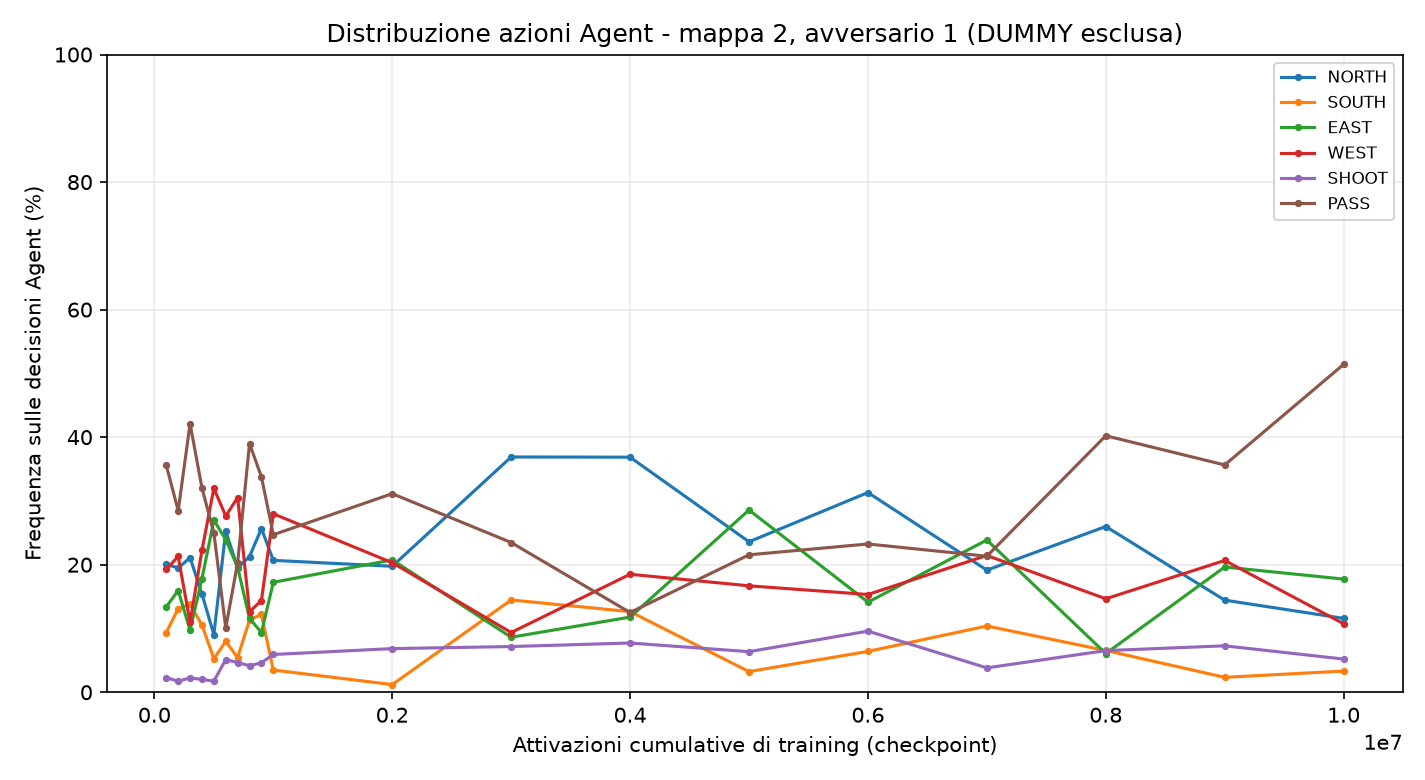 Distribuzione azioni Agent - mappa 2, avversario 1 (DUMMY esclusa)
Frequenza sulle decisioni Agent (%)
100
80
60
40
20
0
NORTH
SOUTH
EAST
WEST
SHOOT
PASS
0.0 0.2 0.4 0.6 0.8 1.0
1e7
Attivazioni cumulative di training (checkpoint)